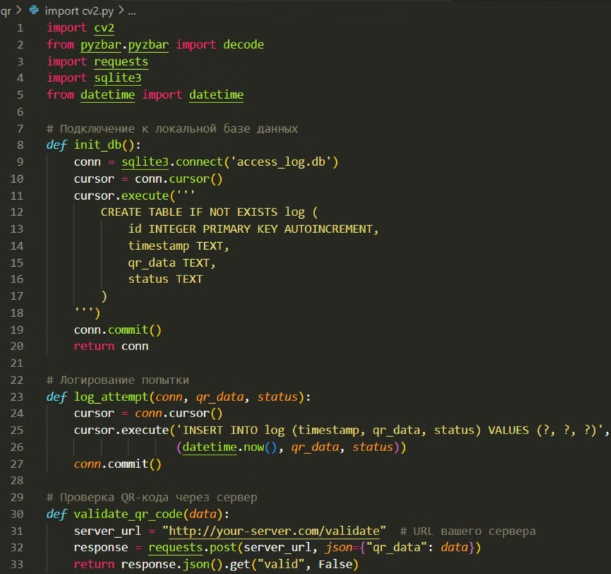 qr > import cv2.py > ...
1 import cv2
2 from pyzbar.pyzbar import decode
3 import requests
4 import sqlite3
5 from datetime import datetime
6
7 # Подключение к локальной базе данных
8 def init_db():
9     conn = sqlite3.connect('access_log.db')
10     cursor = conn.cursor()
11     cursor.execute('''
12         CREATE TABLE IF NOT EXISTS log (
13             id INTEGER PRIMARY KEY AUTOINCREMENT,
14             timestamp TEXT,
15             qr_data TEXT,
16             status TEXT
17         )
18     ''')
19     conn.commit()
20     return conn
21
22 # Логирование попытки
23 def log_attempt(conn, qr_data, status):
24     cursor = conn.cursor()
25     cursor.execute('INSERT INTO log (timestamp, qr_data, status) VALUES (?, ?, ?)',
26                    (datetime.now(), qr_data, status))
27     conn.commit()
28
29 # Проверка QR-кода через сервер
30 def validate_qr_code(data):
31     server_url = "http://your-server.com/validate"  # URL вашего сервера
32     response = requests.post(server_url, json={"qr_data": data})
33     return response.json().get("valid", False)